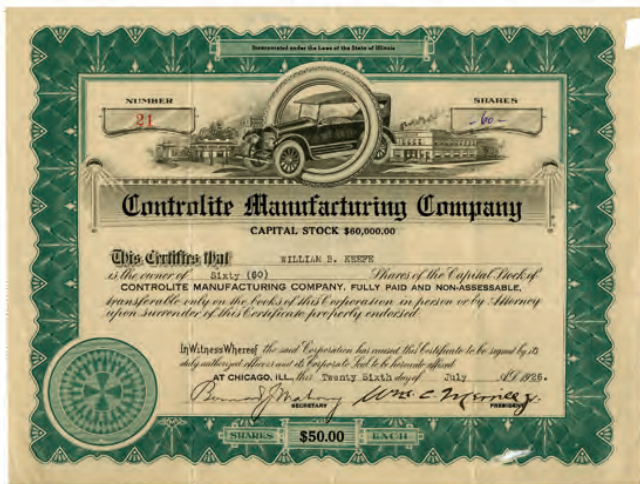 Incorporated under the Laws of the State of Illinois
NUMBER
21
SHARES
-60-
Controlite Manufacturing Company
CAPITAL STOCK $60,000.00
This Certifies that WILLIAM B. KEEFE
is the owner of Sixty (60) Shares of the Capital Stock of
CONTROLITE MANUFACTURING COMPANY, FULLY PAID AND NON-ASSESSABLE,
transferable only on the books of this Corporation in person or by Attorney
upon surrender of this Certificate properly endorsed.
In Witness Whereof the said Corporation has caused this Certificate to be signed by its
duly authorized officers and its Corporate Seal to be hereunto affixed
AT CHICAGO, ILL., this Twenty Sixth day of July A.D. 1926.
Bernard J Mahony Wm. C.
SECRETARY PRESIDENT
SHARES $50.00 EACH